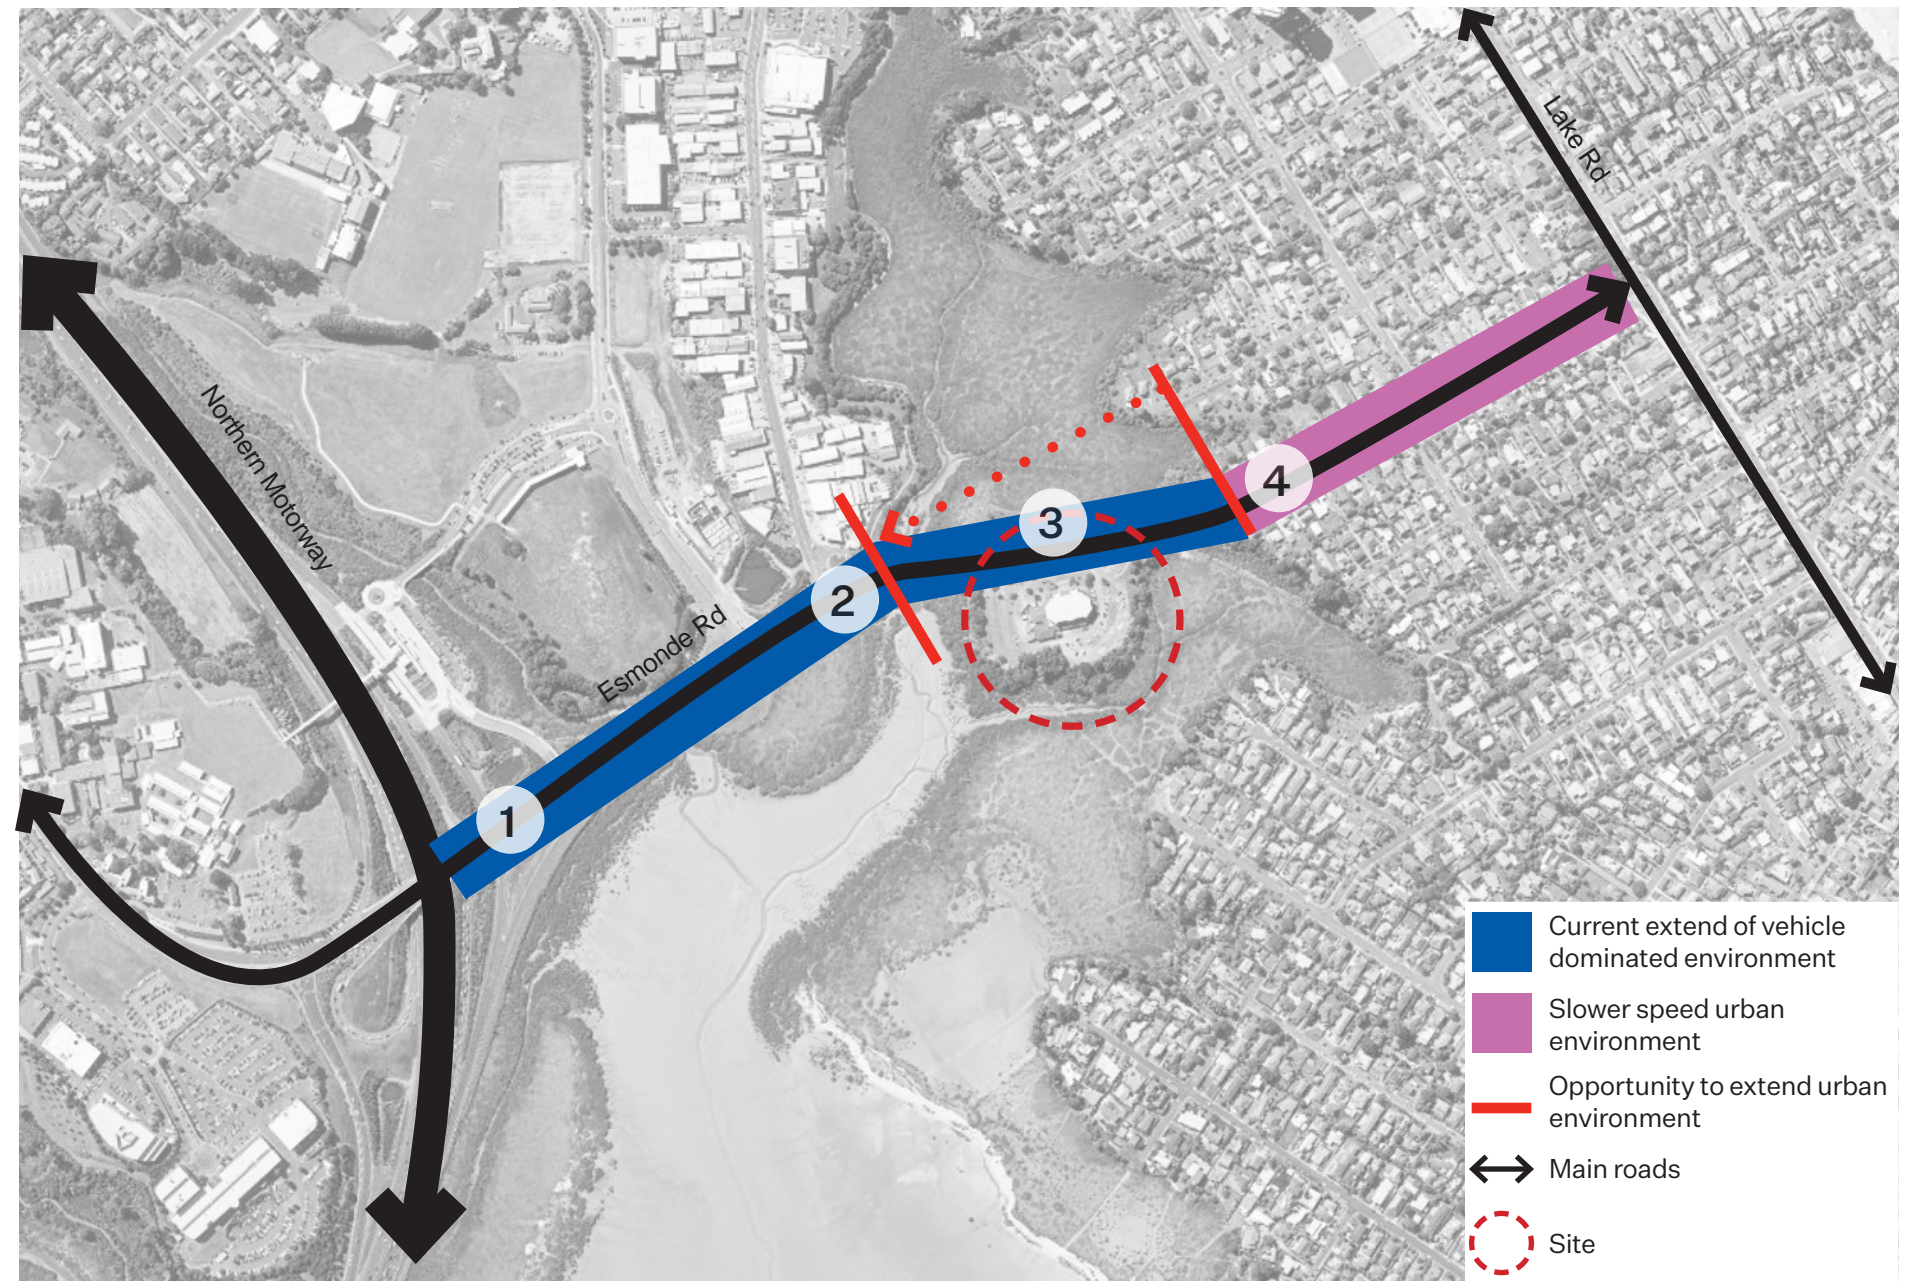 Lake Rd
Northern Motorway
Esmonde Rd
1
2
3
4
Current extend of vehicle
dominated environment
Slower speed urban
environment
Opportunity to extend urban
environment
Main roads
Site